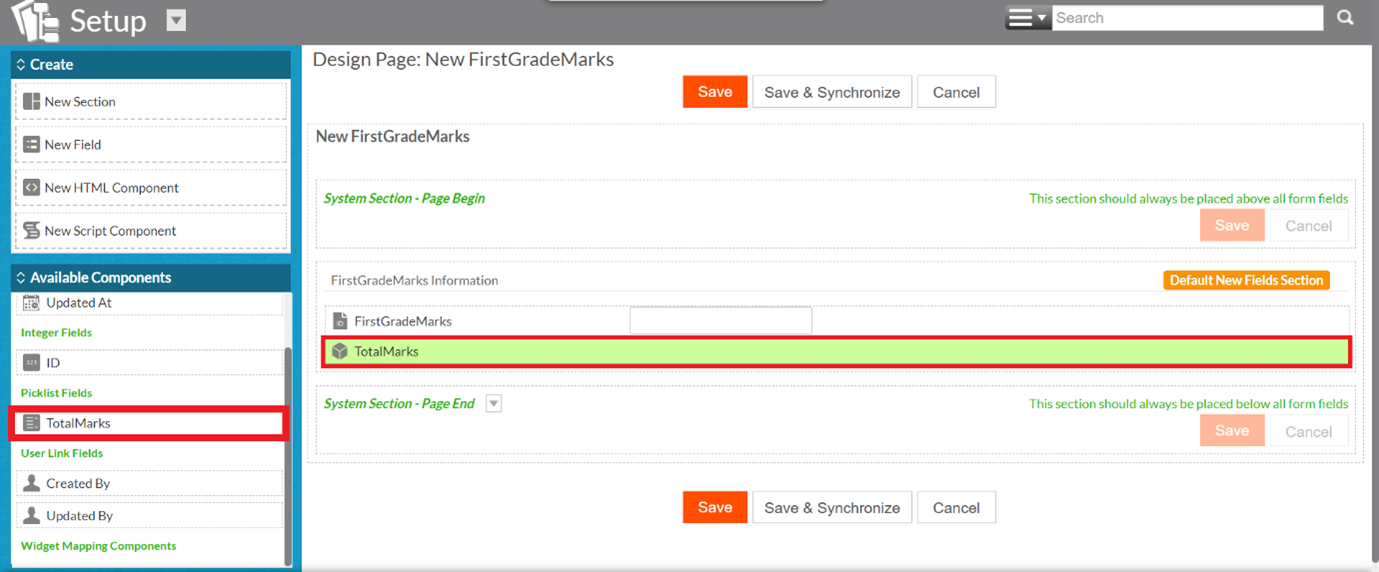 Setup
Search
Create
New Section
New Field
New HTML Component
New Script Component
Available Components
Updated At
Integer Fields
123 ID
Picklist Fields
TotalMarks
User Link Fields
Created By
Updated By
Widget Mapping Components
Design Page: New FirstGradeMarks
Save Save & Synchronize Cancel
New FirstGradeMarks
System Section - Page Begin This section should always be placed above all form fields
Save Cancel
FirstGradeMarks Information Default New Fields Section
ID FirstGradeMarks
TotalMarks
System Section - Page End This section should always be placed below all form fields
Save Cancel
Save Save & Synchronize Cancel